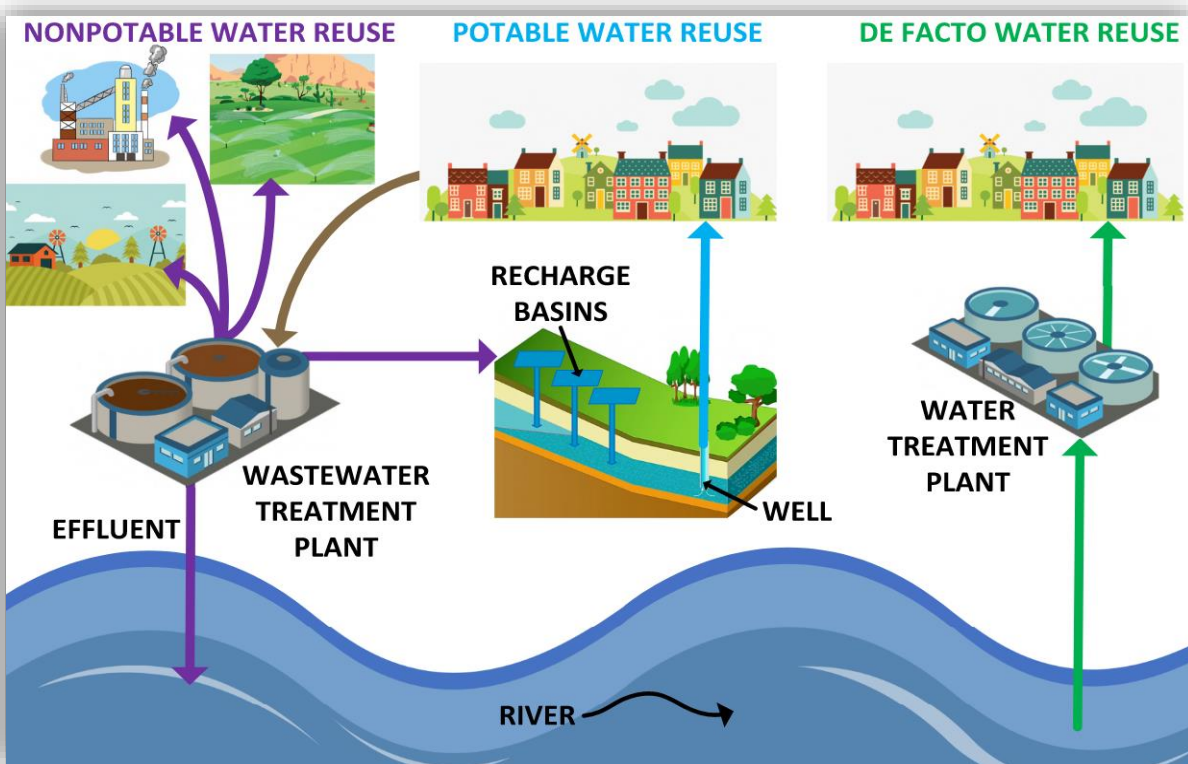 NONPOTABLE WATER REUSE
POTABLE WATER REUSE
DE FACTO WATER REUSE
RECHARGE
BASINS
WATER
TREATMENT
PLANT
WASTEWATER
TREATMENT
PLANT
WELL
EFFLUENT
RIVER